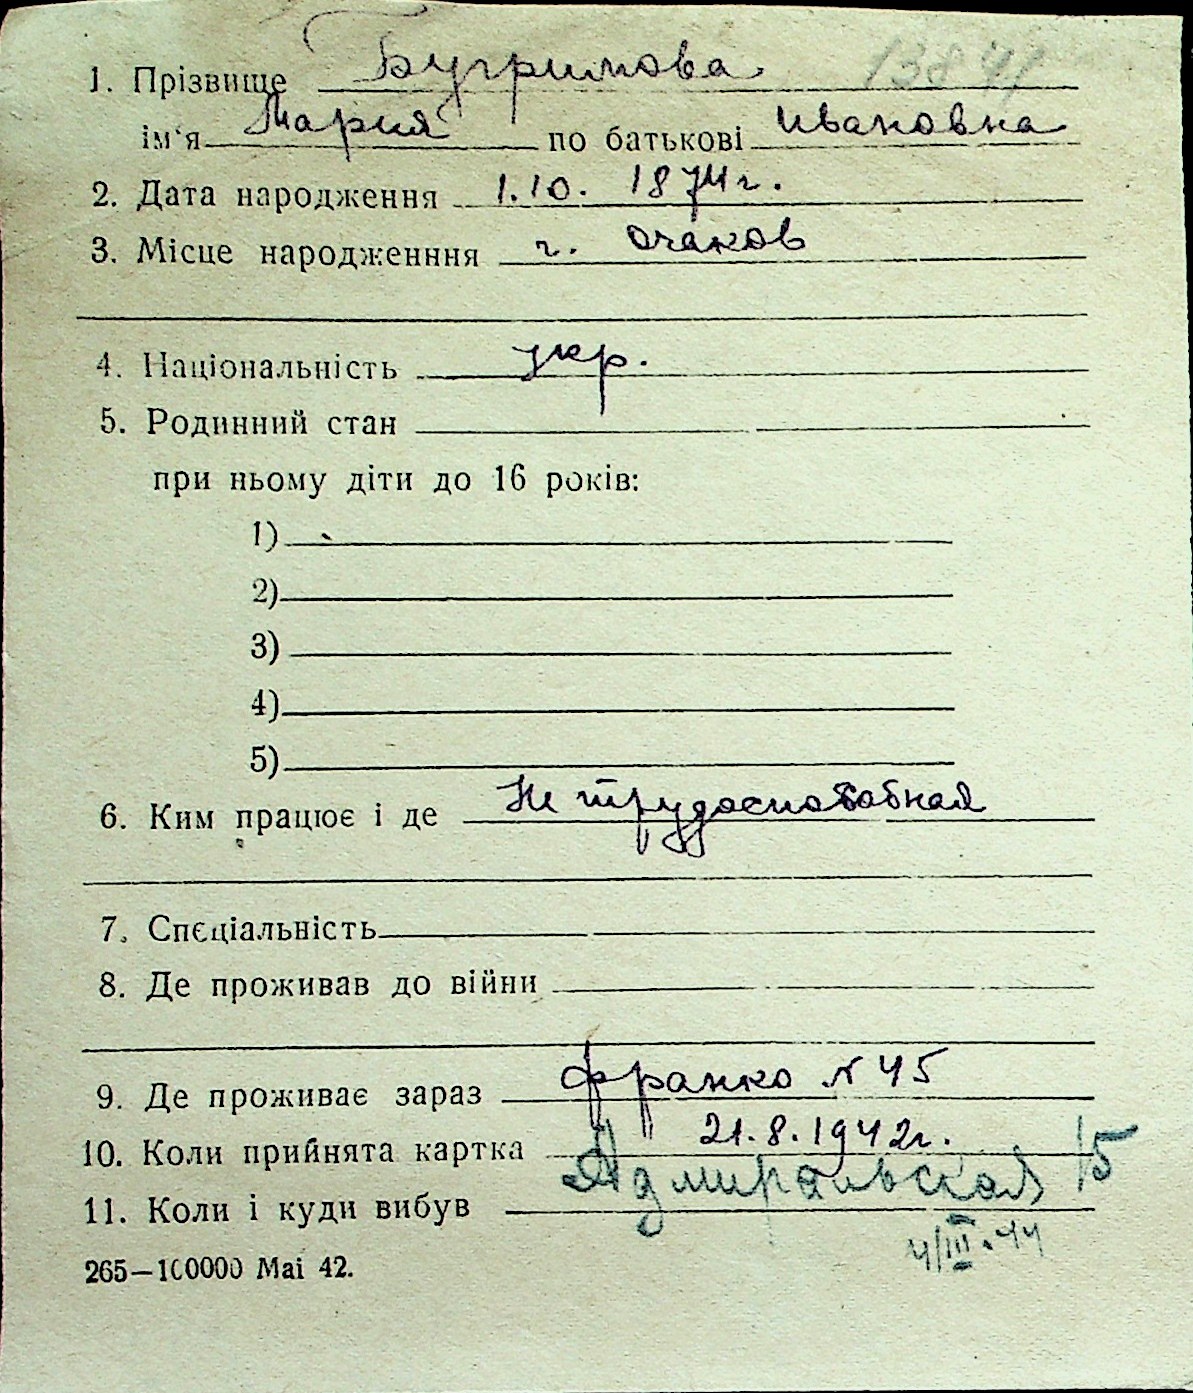 13841
1. Прізвище Бугримова
ім'я Мария по батькові Ивановна
2. Дата народження 1.10. 1874г.
3. Місце народженння г. Очаков
4. Національність укр.
5. Родинний стан
при ньому діти до 16 років:
1)
2)
3)
4)
5)
6. Ким працює і де Не трудоспособная
7. Спєціальність
8. Де проживав до війни
9. Де проживає зараз Франко N 45
10. Коли прийнята картка 21.8.1942г.
Адмиральская 15
11. Коли і куди вибув
4/III.44
265—100000 Mai 42.